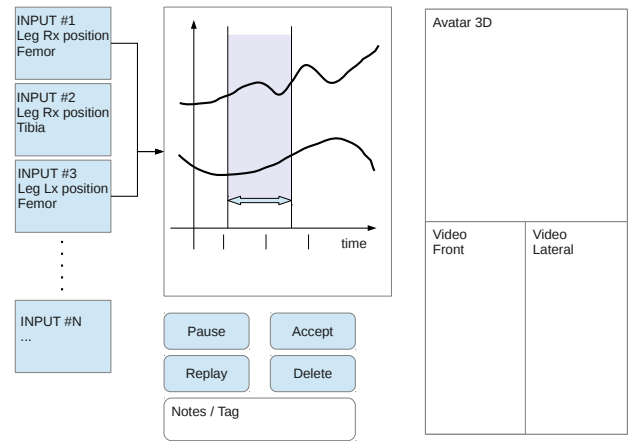 INPUT #1
Leg Rx position
Femor
INPUT #2
Leg Rx position
Tibia
INPUT #3
Leg Lx position
Femor
INPUT #N
...
time
Pause
Accept
Replay
Delete
Notes / Tag
Avatar 3D
Video
Front
Video
Lateral